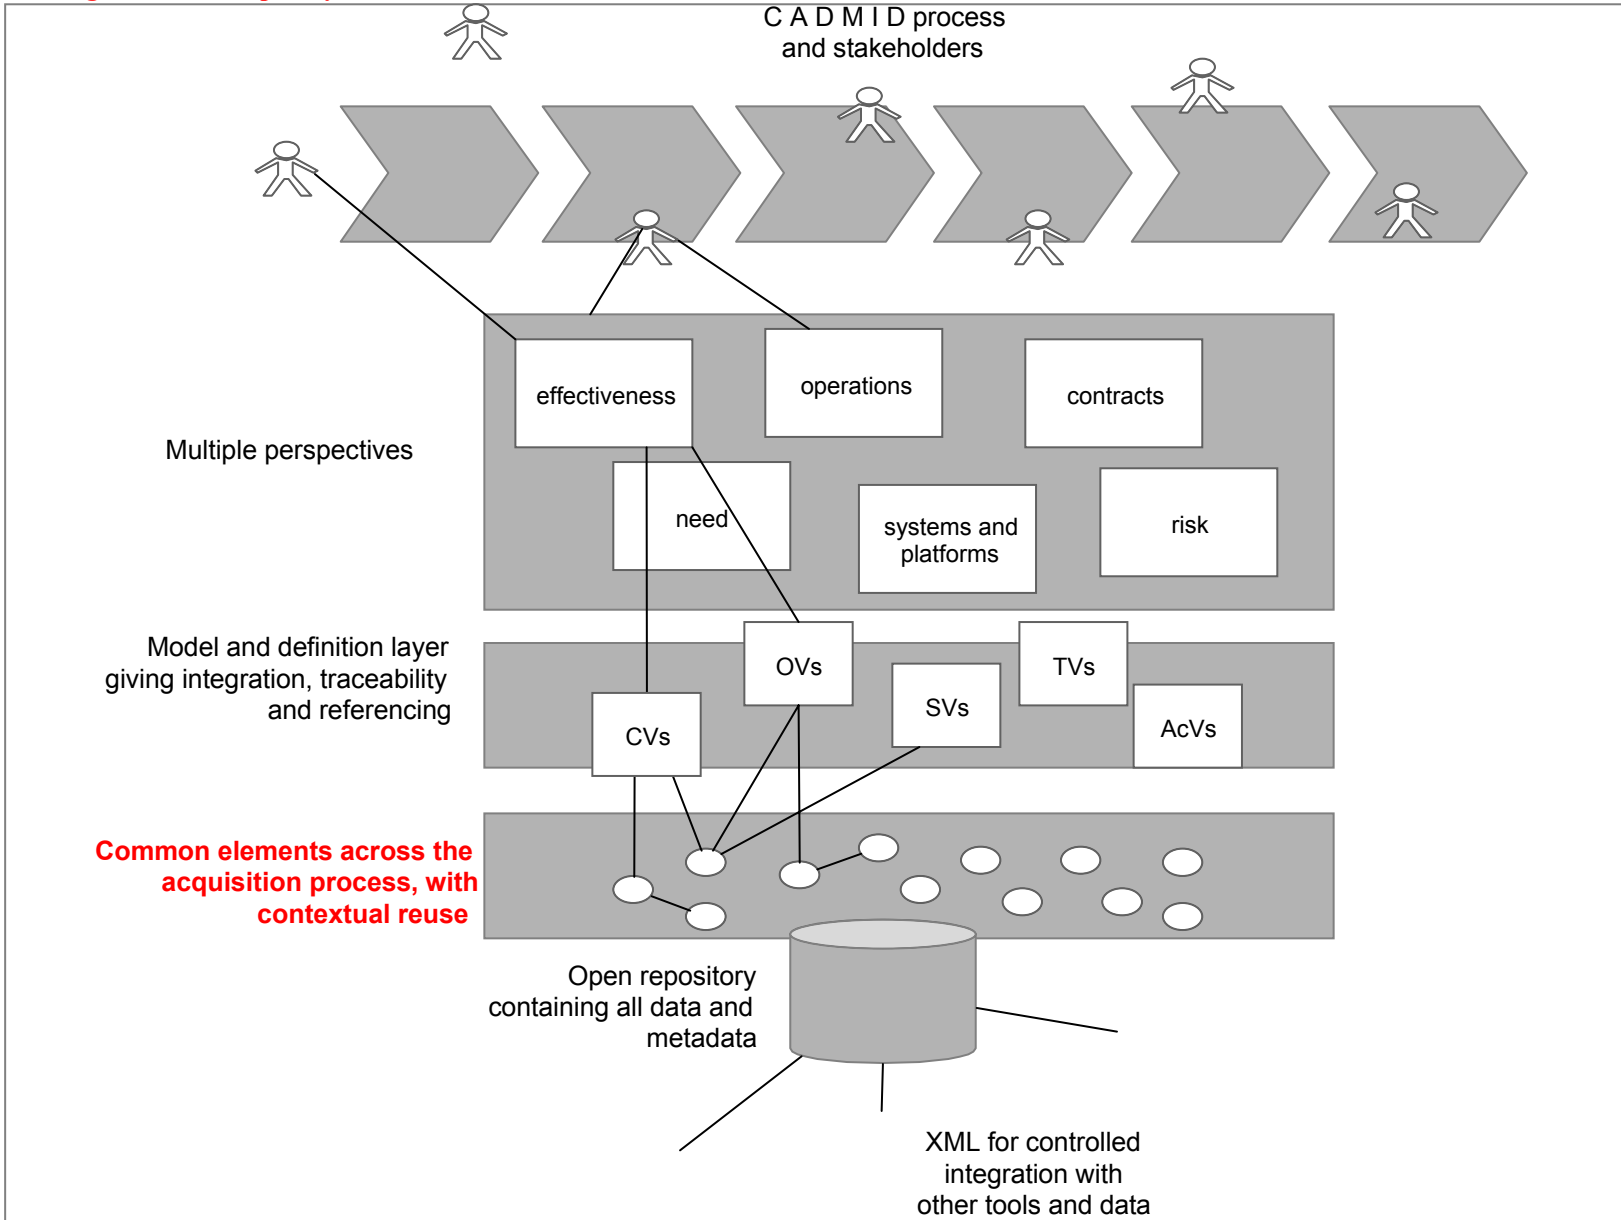 C A D M I D process
and stakeholders
effectiveness
operations
contracts
Multiple perspectives
need
systems and
platforms
risk
Model and definition layer
giving integration, traceability
and referencing
OVs
TVs
SVs
CVs
AcVs
Common elements across the
acquisition process, with
contextual reuse
Open repository
containing all data and
metadata
XML for controlled
integration with
other tools and data